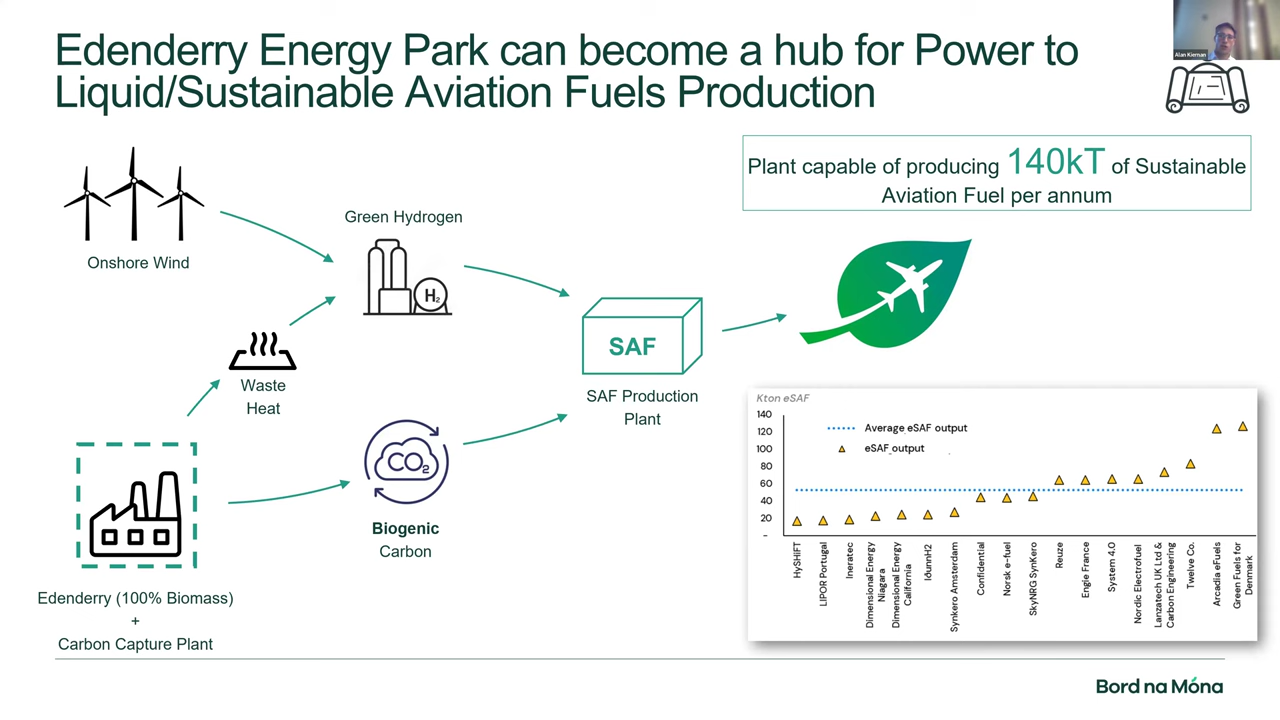 Edenderry Energy Park can become a hub for Power to
Liquid/Sustainable Aviation Fuels Production
Alan Kiernan
Plant capable of producing 140kT of Sustainable
Aviation Fuel per annum
Onshore Wind
Green Hydrogen
H2
Waste
Heat
SAF
SAF Production
Plant
CO2
Biogenic
Carbon
Edenderry (100% Biomass)
+
Carbon Capture Plant
Kton eSAF
140
120
100
80
60
40
20
-
Average eSAF output
eSAF output
HySHiFT
LIPOR Portugal
Ineratec
Dimensional Energy
Niagara
Dimensional Energy
California
IðunnH2
Synkero Amsterdam
Confidential
Norsk e-fuel
SkyNRG SynKero
Reuze
Engie France
System 4.0
Nordic Electrofuel
Lanzatech UK Ltd &
Carbon Engineering
Twelve Co.
Arcadia eFuels
Green Fuels for
Denmark
Bord na Móna